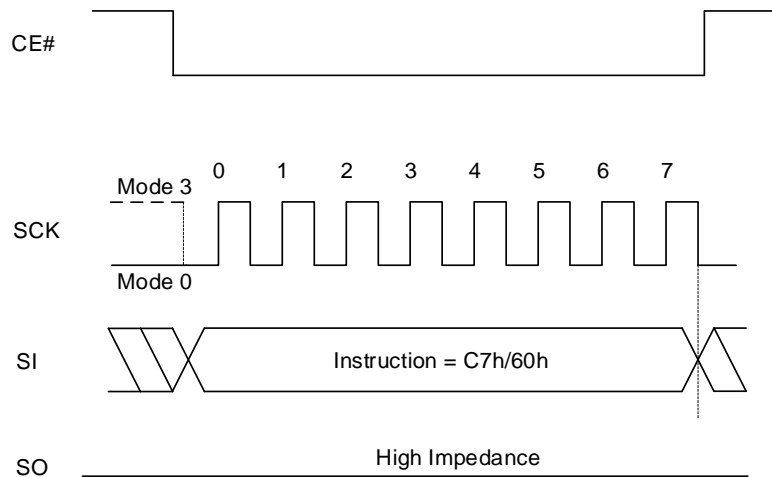 CE#
0 1 2 3 4 5 6 7
Mode 3
SCK
Mode 0
SI
Instruction = C7h/60h
High Impedance
SO